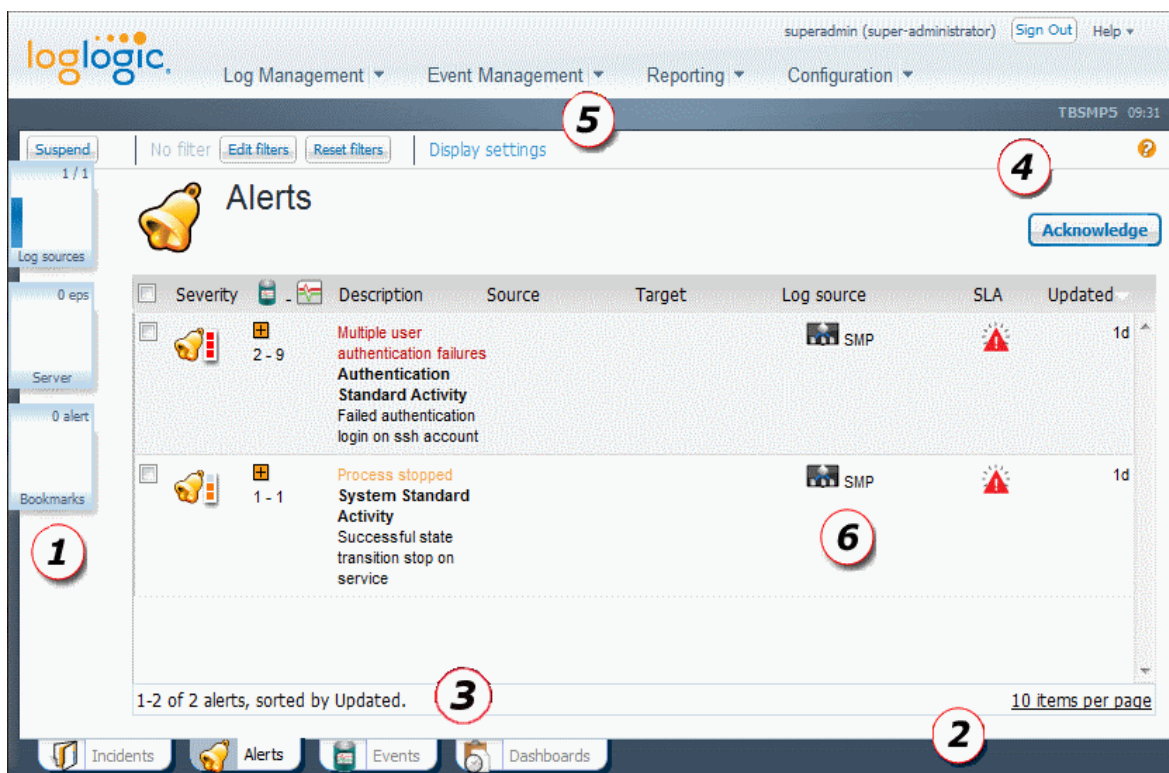 superadmin (super-administrator) Sign Out Help
loglogic.
Log Management Event Management Reporting Configuration
5
TBSMP5 09:31
Suspend No filter Edit filters Reset filters Display settings
4
1 / 1
Log sources
Alerts
Acknowledge
0 eps
Server
0 alert
Bookmarks
1
Severity - Description Source Target Log source SLA Updated
2 - 9
Multiple user
authentication failures
Authentication
Standard Activity
Failed authentication
login on ssh account
SMP
1d
1 - 1
Process stopped
System Standard
Activity
Successful state
transition stop on
service
SMP
1d
6
1-2 of 2 alerts, sorted by Updated.
3
10 items per page
2
Incidents Alerts Events Dashboards